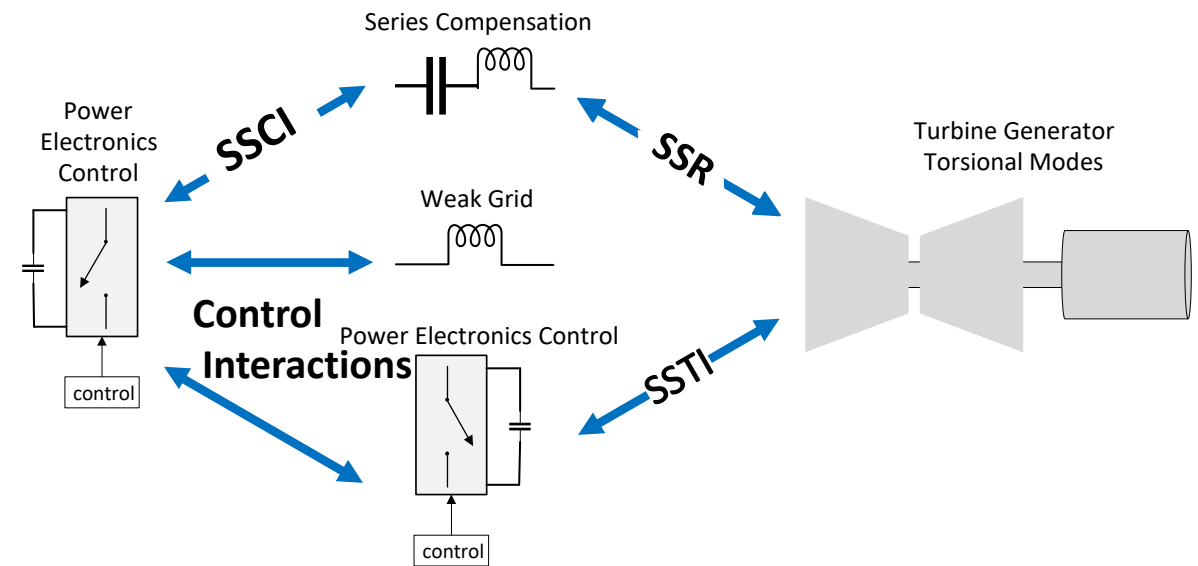 Series Compensation
Power
Electronics
Control
SSCI
SSR
Turbine Generator
Torsional Modes
Weak Grid
Control
Interactions
Power Electronics Control
SSTI
control
control